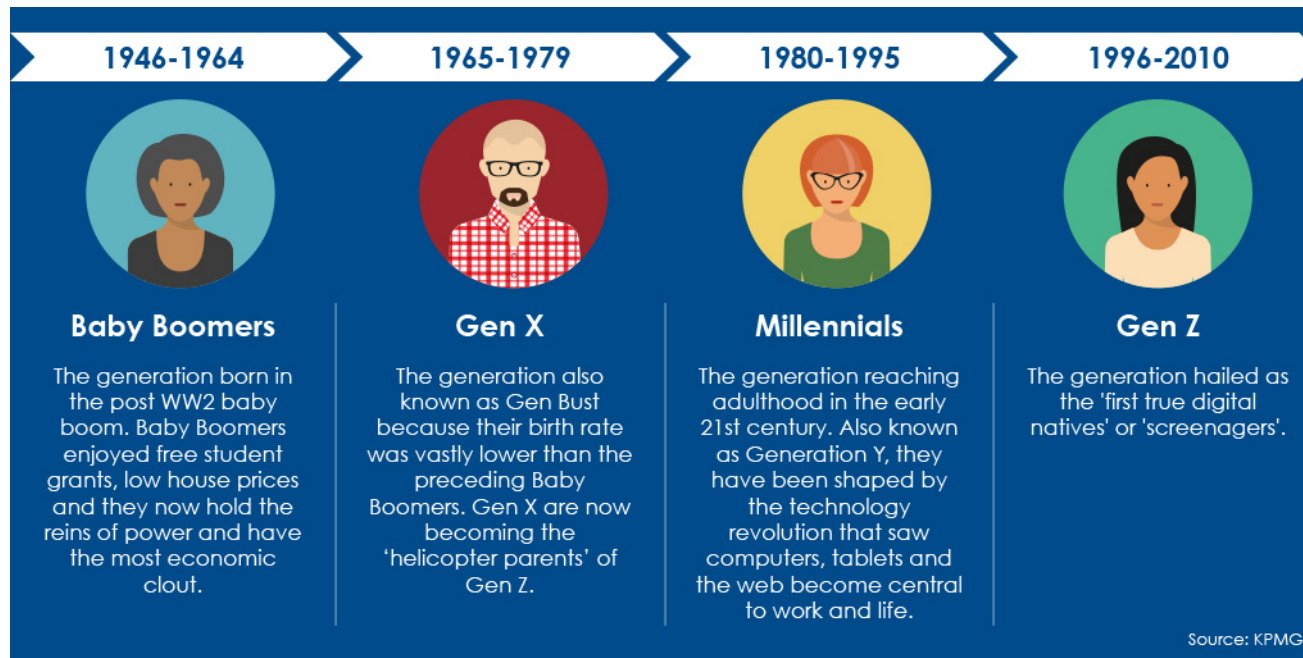 1946-1964
1965-1979
1980-1995
1996-2010
Baby Boomers
The generation born in
the post WW2 baby
boom. Baby Boomers
enjoyed free student
grants, low house prices
and they now hold the
reins of power and have
the most economic
clout.
Gen X
The generation also
known as Gen Bust
because their birth rate
was vastly lower than the
preceding Baby
Boomers. Gen X are now
becoming the
‘helicopter parents’ of
Gen Z.
Millennials
The generation reaching
adulthood in the early
21st century. Also known
as Generation Y, they
have been shaped by
the technology
revolution that saw
computers, tablets and
the web become central
to work and life.
Gen Z
The generation hailed as
the 'first true digital
natives' or 'screenagers'.
Source: KPMG